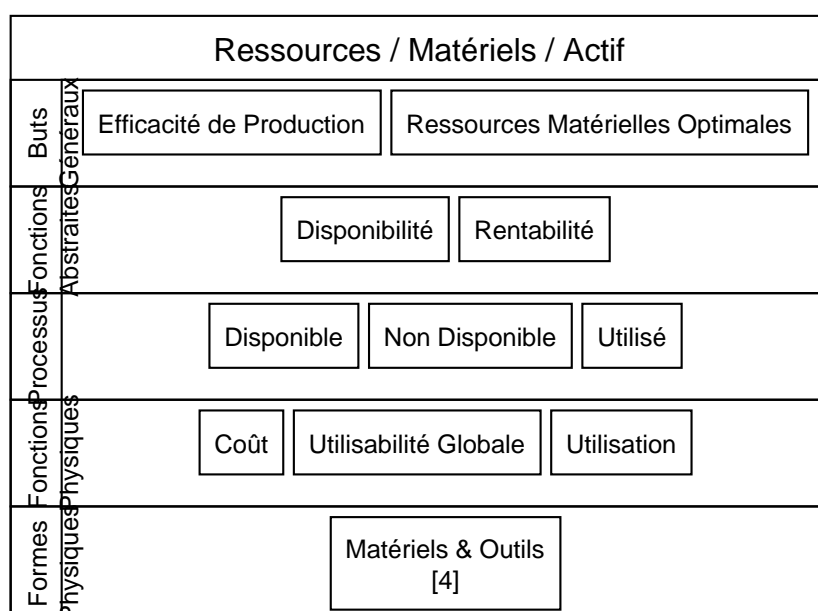 Ressources / Matériels / Actif
Buts
Généraux
Efficacité de Production
Ressources Matérielles Optimales
Fonctions
Abstraites
Disponibilité
Rentabilité
Processus
Disponible
Non Disponible
Utilisé
Fonctions
Physiques
Coût
Utilisabilité Globale
Utilisation
Formes
Physiques
Matériels & Outils
[4]